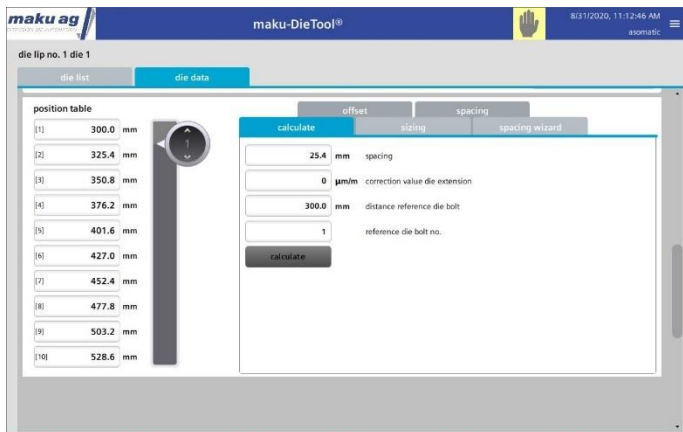 maku ag
maku-DieTool®
8/31/2020, 11:12:46 AM
asomatic
die lip no. 1 die 1
die list
die data
position table
[1] 300.0 mm
[2] 325.4 mm
[3] 350.8 mm
[4] 376.2 mm
[5] 401.6 mm
[6] 427.0 mm
[7] 452.4 mm
[8] 477.8 mm
[9] 503.2 mm
[10] 528.6 mm
1
offset
spacing
calculate
sizing
spacing wizard
25.4 mm spacing
0 µm/m correction value die extension
300.0 mm distance reference die bolt
1 reference die bolt no.
calculate